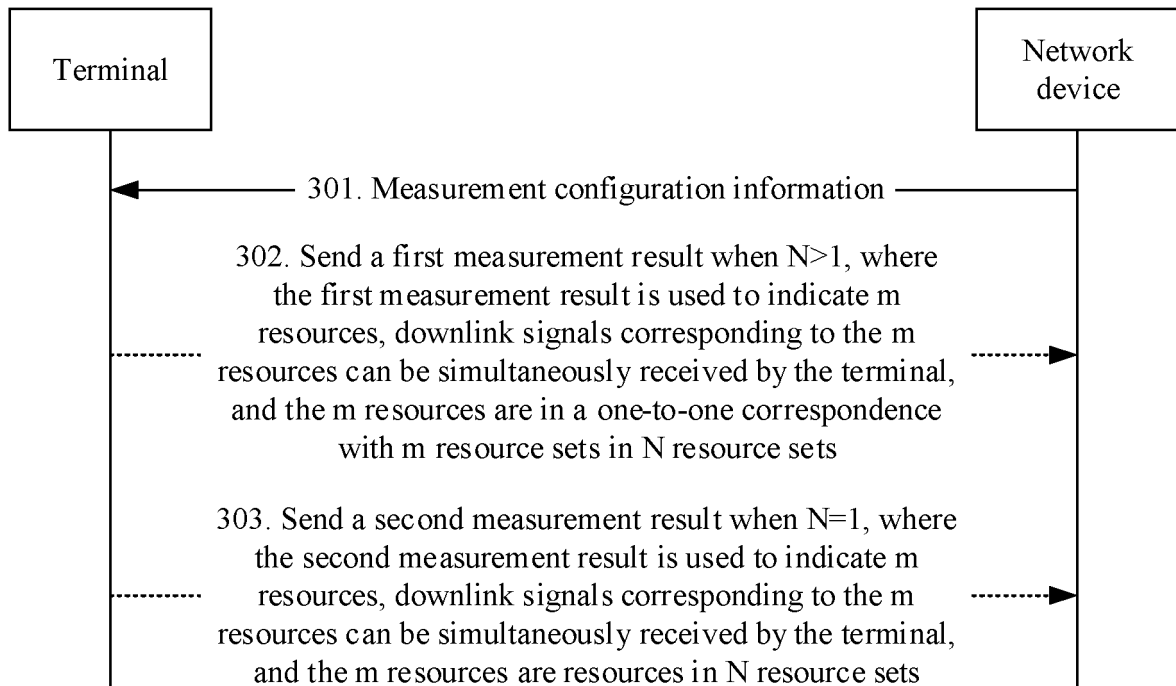 Terminal
Network
device
301. Measurement configuration information
302. Send a first measurement result when N>1, where
the first measurement result is used to indicate m
resources, downlink signals corresponding to the m
resources can be simultaneously received by the terminal,
and the m resources are in a one-to-one correspondence
with m resource sets in N resource sets
303. Send a second measurement result when N=1, where
the second measurement result is used to indicate m
resources, downlink signals corresponding to the m
resources can be simultaneously received by the terminal,
and the m resources are resources in N resource sets